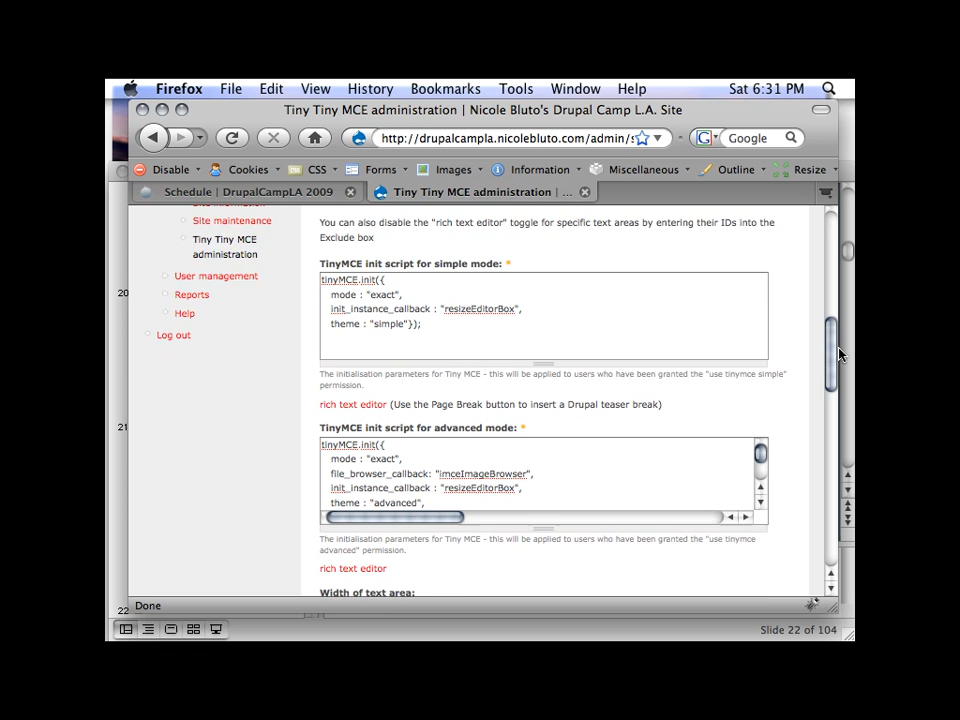 Firefox File Edit View History Bookmarks Tools Window Help Sat 6:31 PM
Tiny Tiny MCE administration | Nicole Bluto's Drupal Camp L.A. Site
http://drupalcampla.nicolebluto.com/admin/s Google
Disable Cookies CSS Forms Images Information Miscellaneous Outline Resize
Schedule | DrupalCampLA 2009 Tiny Tiny MCE administration | ...
Site maintenance
Tiny Tiny MCE
administration
User management
Reports
Help
Log out
You can also disable the "rich text editor" toggle for specific text areas by entering their IDs into the
Exclude box
TinyMCE init script for simple mode: *
tinyMCE.init({
mode : "exact",
init_instance_callback : "resizeEditorBox",
theme : "simple"});
The initialisation parameters for Tiny MCE - this will be applied to users who have been granted the "use tinymce simple"
permission.
rich text editor (Use the Page Break button to insert a Drupal teaser break)
TinyMCE init script for advanced mode: *
tinyMCE.init({
mode : "exact",
file_browser_callback: "imceImageBrowser",
init_instance_callback : "resizeEditorBox",
theme : "advanced",
The initialisation parameters for Tiny MCE - this will be applied to users who have been granted the "use tinymce
advanced" permission.
rich text editor
Width of text area:
Done
20
21
22
Slide 22 of 104